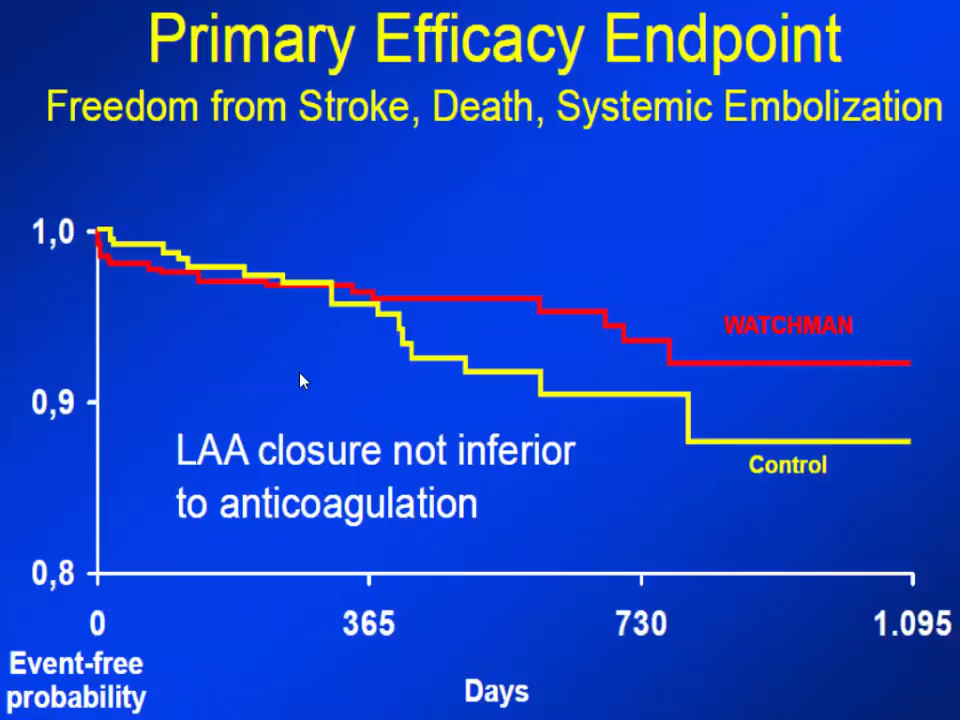 Primary Efficacy Endpoint
Freedom from Stroke, Death, Systemic Embolization
1,0
WATCHMAN
0,9
LAA closure not inferior
to anticoagulation
Control
0,8
0 365 730 1.095
Event-free
probability
Days